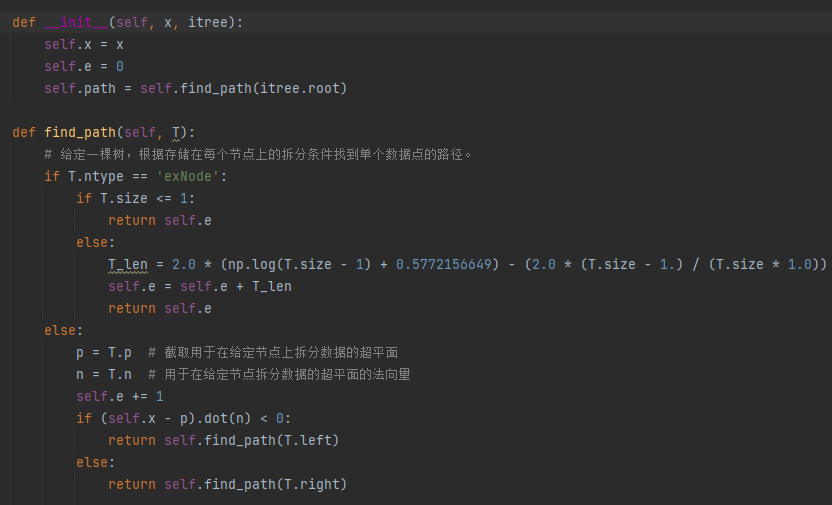 def __init__(self, x, itree):
    self.x = x
    self.e = 0
    self.path = self.find_path(itree.root)
def find_path(self, T):
    # 给定一棵树，根据存储在每个节点上的拆分条件找到单个数据点的路径。
    if T.ntype == 'exNode':
        if T.size <= 1:
            return self.e
        else:
            T_len = 2.0 * (np.log(T.size - 1) + 0.5772156649) - (2.0 * (T.size - 1.) / (T.size * 1.0))
            self.e = self.e + T_len
            return self.e
    else:
        p = T.p  # 截取用于在给定节点上拆分数据的超平面
        n = T.n  # 用于在给定节点拆分数据的超平面的法向量
        self.e += 1
        if (self.x - p).dot(n) < 0:
            return self.find_path(T.left)
        else:
            return self.find_path(T.right)